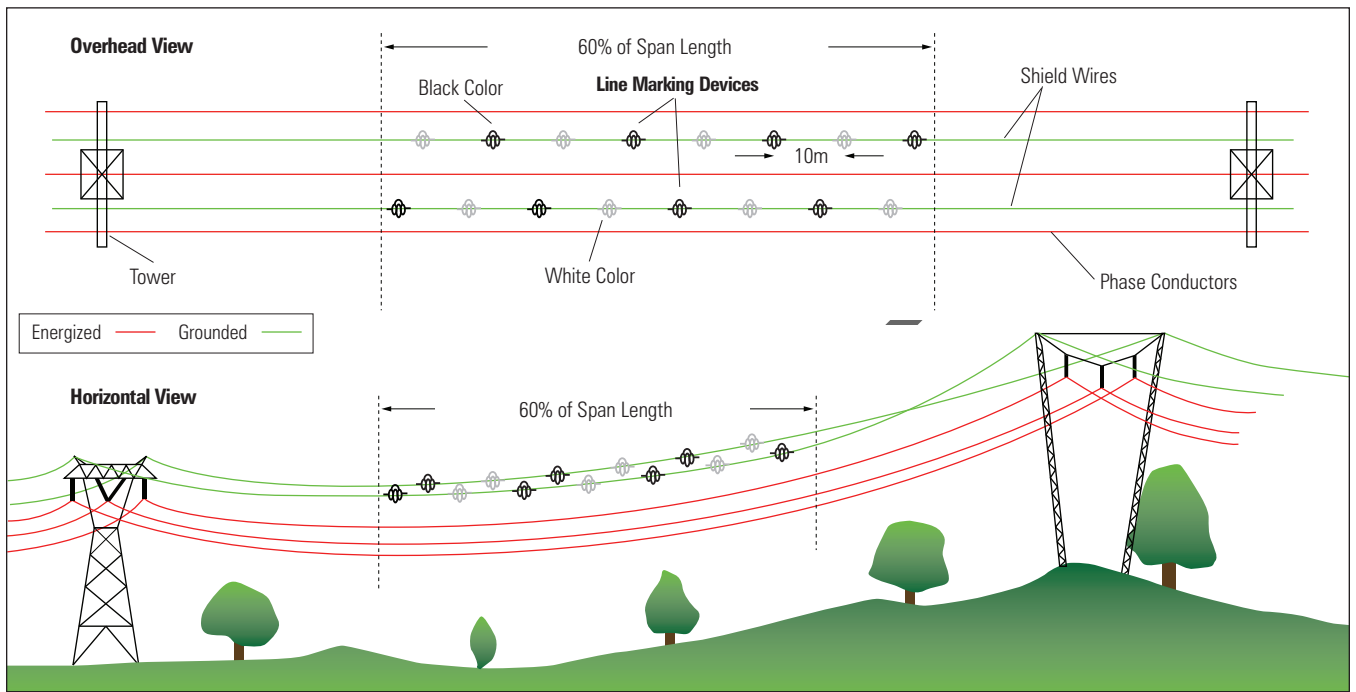 Overhead View
60% of Span Length
Black Color
Line Marking Devices
Shield Wires
10m
Tower
White Color
Phase Conductors
Energized
Grounded
Horizontal View
60% of Span Length